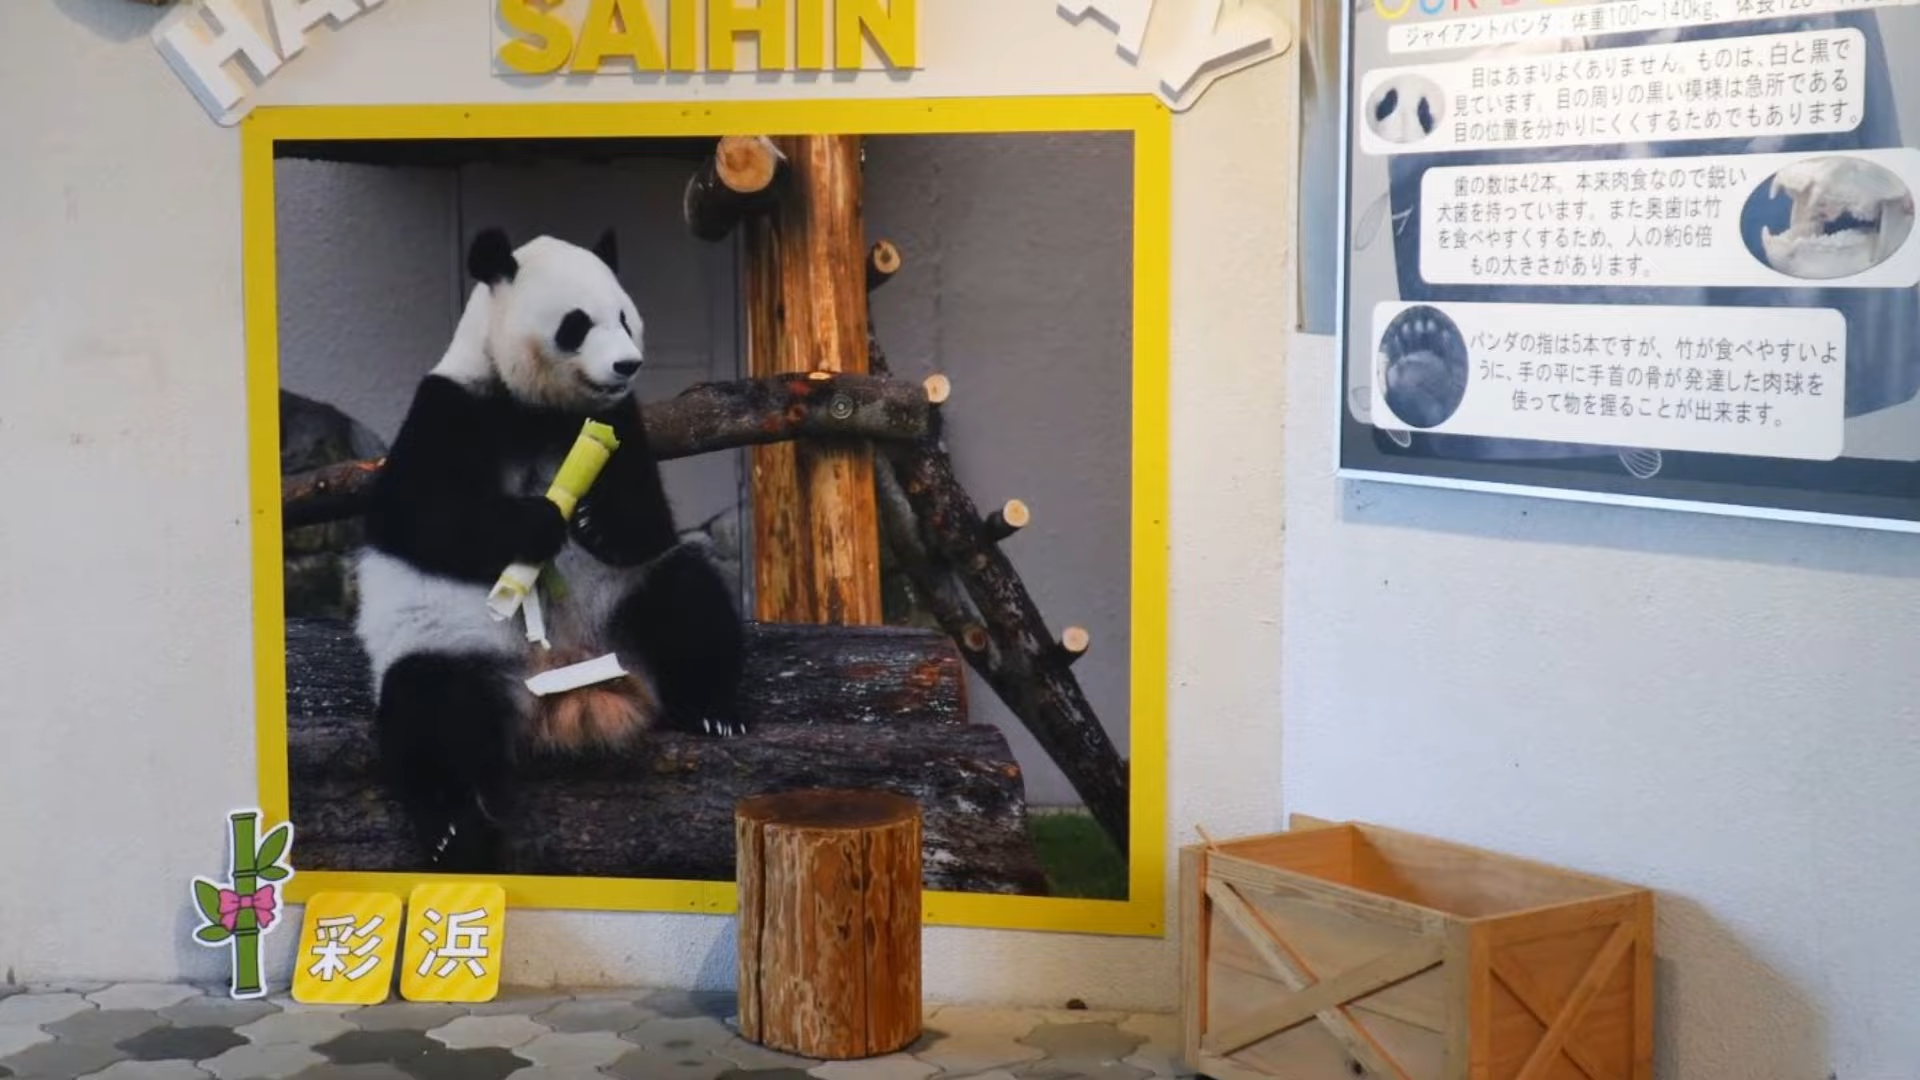 HA
SAIHIN
AY
OUR B
ジャイアントパンダ：体重100～140kg、体長120
目はあまりよくありません。ものは、白と黒で
見ています。目の周りの黒い模様は急所である
目の位置を分かりにくくするためでもあります。
歯の数は42本。本来肉食なので鋭い
犬歯を持っています。また奥歯は竹
を食べやすくするため、人の約6倍
もの大きさがあります。
パンダの指は5本ですが、竹が食べやすいよ
うに、手の平に手首の骨が発達した肉球を
使って物を握ることが出来ます。
彩浜